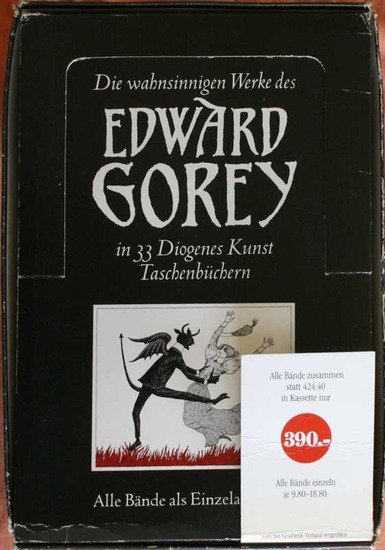 Die wahnsinnigen Werke des
EDWARD
GOREY
in 33 Diogenes Kunst
Taschenbüchern
Alle Bände als Einzela
Alle Bände zusammen
statt 424.40
in Kassette nur
390.–
Alle Bände einzeln
je 9.80–18.80